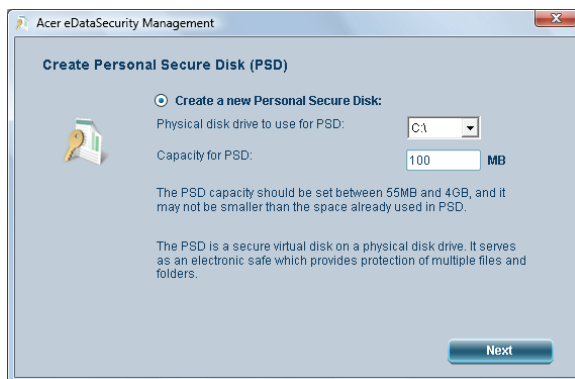 Acer eDataSecurity Management
Create Personal Secure Disk (PSD)
Create a new Personal Secure Disk:
Physical disk drive to use for PSD: C:\
Capacity for PSD: 100 MB
The PSD capacity should be set between 55MB and 4GB, and it
may not be smaller than the space already used in PSD.
The PSD is a secure virtual disk on a physical disk drive. It serves
as an electronic safe which provides protection of multiple files and
folders.
Next